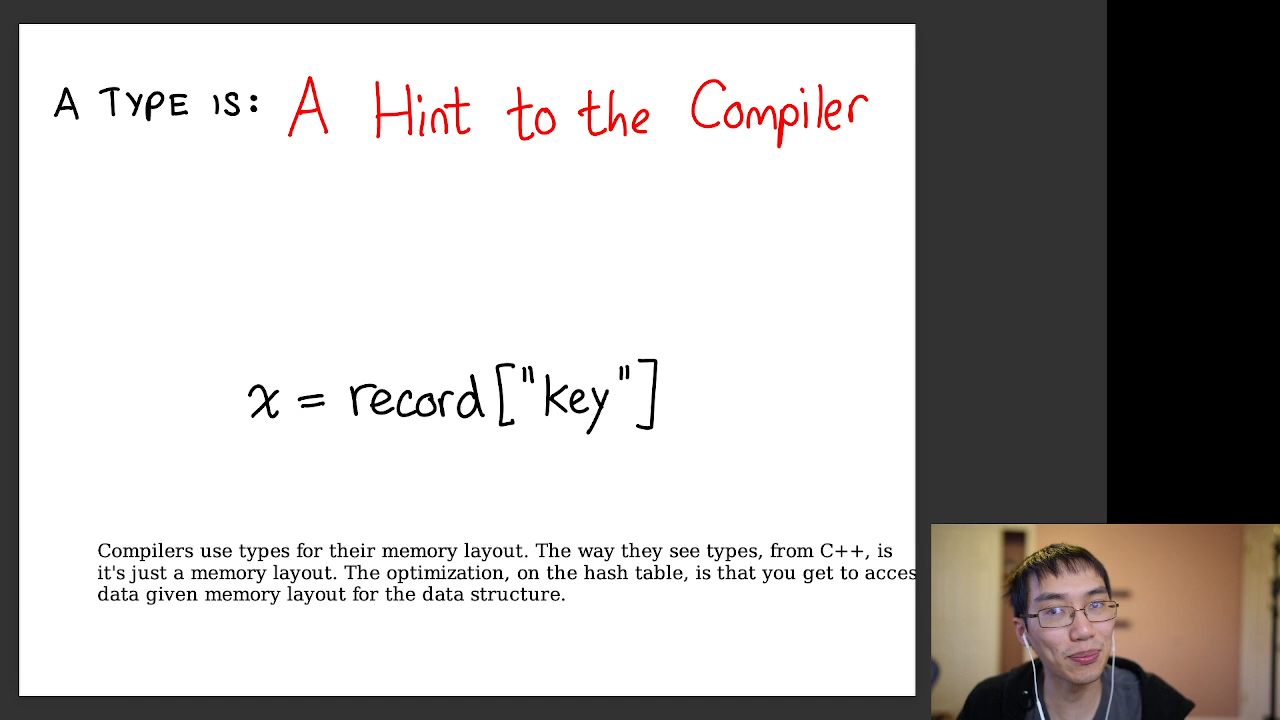 A TYPE IS: A Hint to the Compiler
x = record["key"]
Compilers use types for their memory layout. The way they see types, from C++, is
it's just a memory layout. The optimization, on the hash table, is that you get to acces
data given memory layout for the data structure.